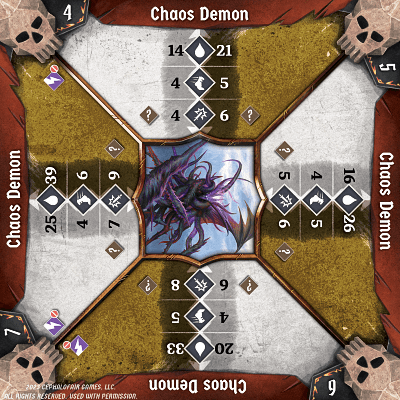 4
Chaos Demon
14 21
4 5
? 4 6 ?
5
Chaos Demon
16 26
4 5
? 5 6 ?
6
Chaos Demon
20 33
4 5
? 6 8 ?
7
Chaos Demon
25 39
4 6
? 7 9 ?
2023 CEPHALOFAIR GAMES, LLC.
ALL RIGHTS RESERVED. USED WITH PERMISSION.